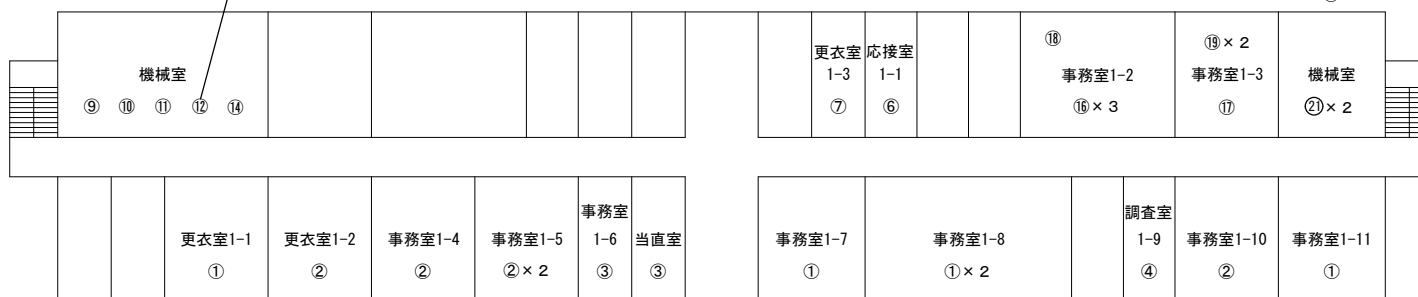 機械室
⑨ ⑩ ⑪ ⑫ ⑭
更衣室
1-3
⑦
応接室
1-1
⑥
⑱
事務室1-2
⑯×3
⑲×2
事務室1-3
⑰
機械室
㉑×2
更衣室1-1
①
更衣室1-2
②
事務室1-4
②
事務室1-5
②×2
事務室
1-6
③
当直室
③
事務室1-7
①
事務室1-8
①×2
調査室
1-9
④
事務室1-10
②
事務室1-11
①